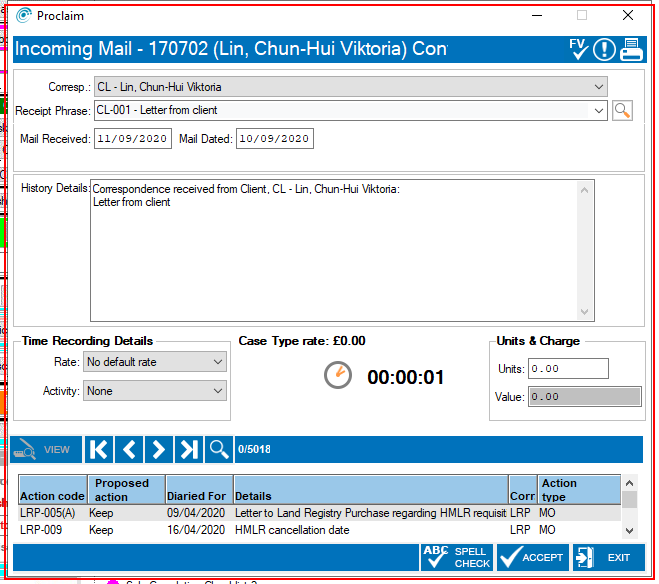 Proclaim
Incoming Mail - 170702 (Lin, Chun-Hui Viktoria) Con
FV
Corresp.: CL - Lin, Chun-Hui Viktoria
Receipt Phrase: CL-001 - Letter from client
Mail Received: 11/09/2020 Mail Dated: 10/09/2020
History Details: Correspondence received from Client, CL - Lin, Chun-Hui Viktoria:
Letter from client
Time Recording Details
Case Type rate: £0.00
Units & Charge
Rate: No default rate
Activity: None
00:00:01
Units: 0.00
Value: 0.00
VIEW 0/5018
Action code Proposed action Diaried For Details Corr Action type
LRP-005(A) Keep 09/04/2020 Letter to Land Registry Purchase regarding HMLR requisit LRP MO
LRP-009 Keep 16/04/2020 HMLR cancellation date LRP MO
ABC SPELL CHECK ACCEPT EXIT